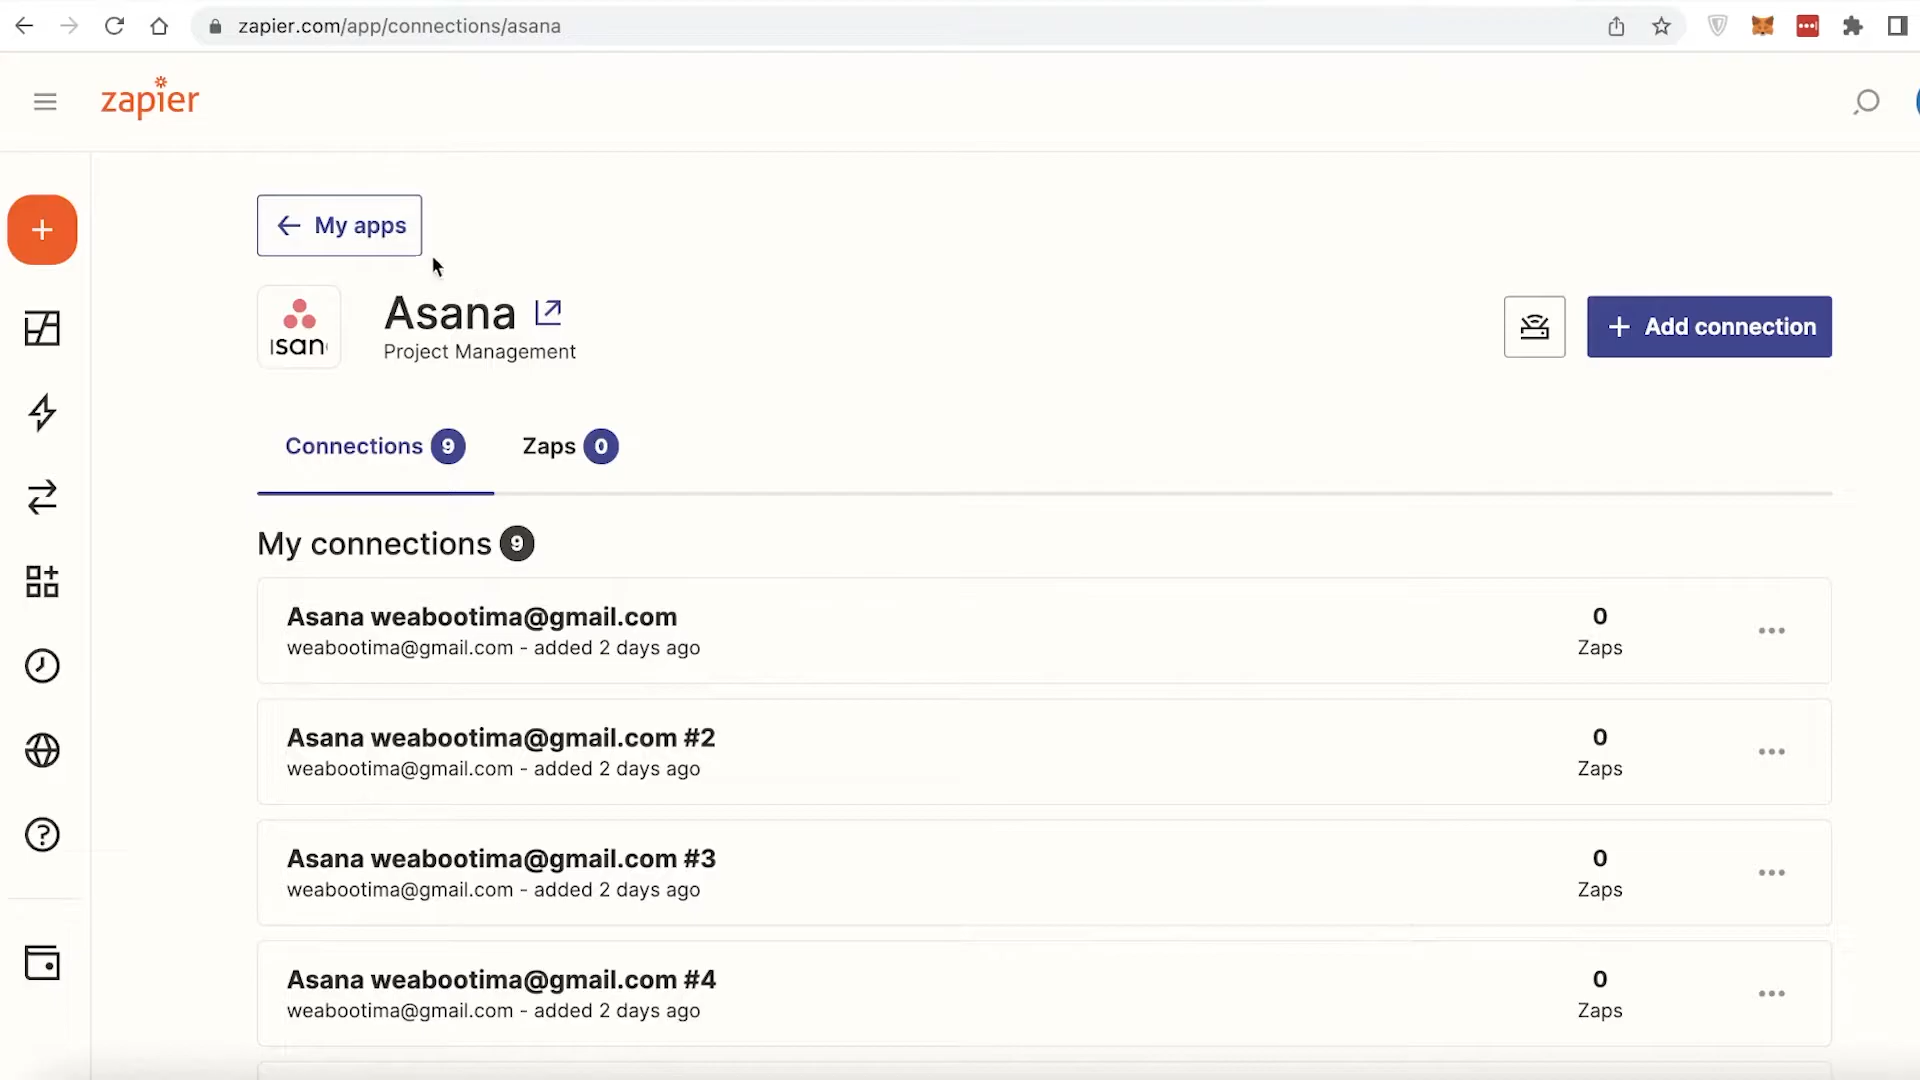 zapier.com/app/connections/asana
zapier
My apps
ısan
Asana
Project Management
Add connection
Connections 9
Zaps 0
My connections 9
Asana weabootima@gmail.com
weabootima@gmail.com - added 2 days ago
0
Zaps
Asana weabootima@gmail.com #2
weabootima@gmail.com - added 2 days ago
0
Zaps
Asana weabootima@gmail.com #3
weabootima@gmail.com - added 2 days ago
0
Zaps
Asana weabootima@gmail.com #4
weabootima@gmail.com - added 2 days ago
0
Zaps